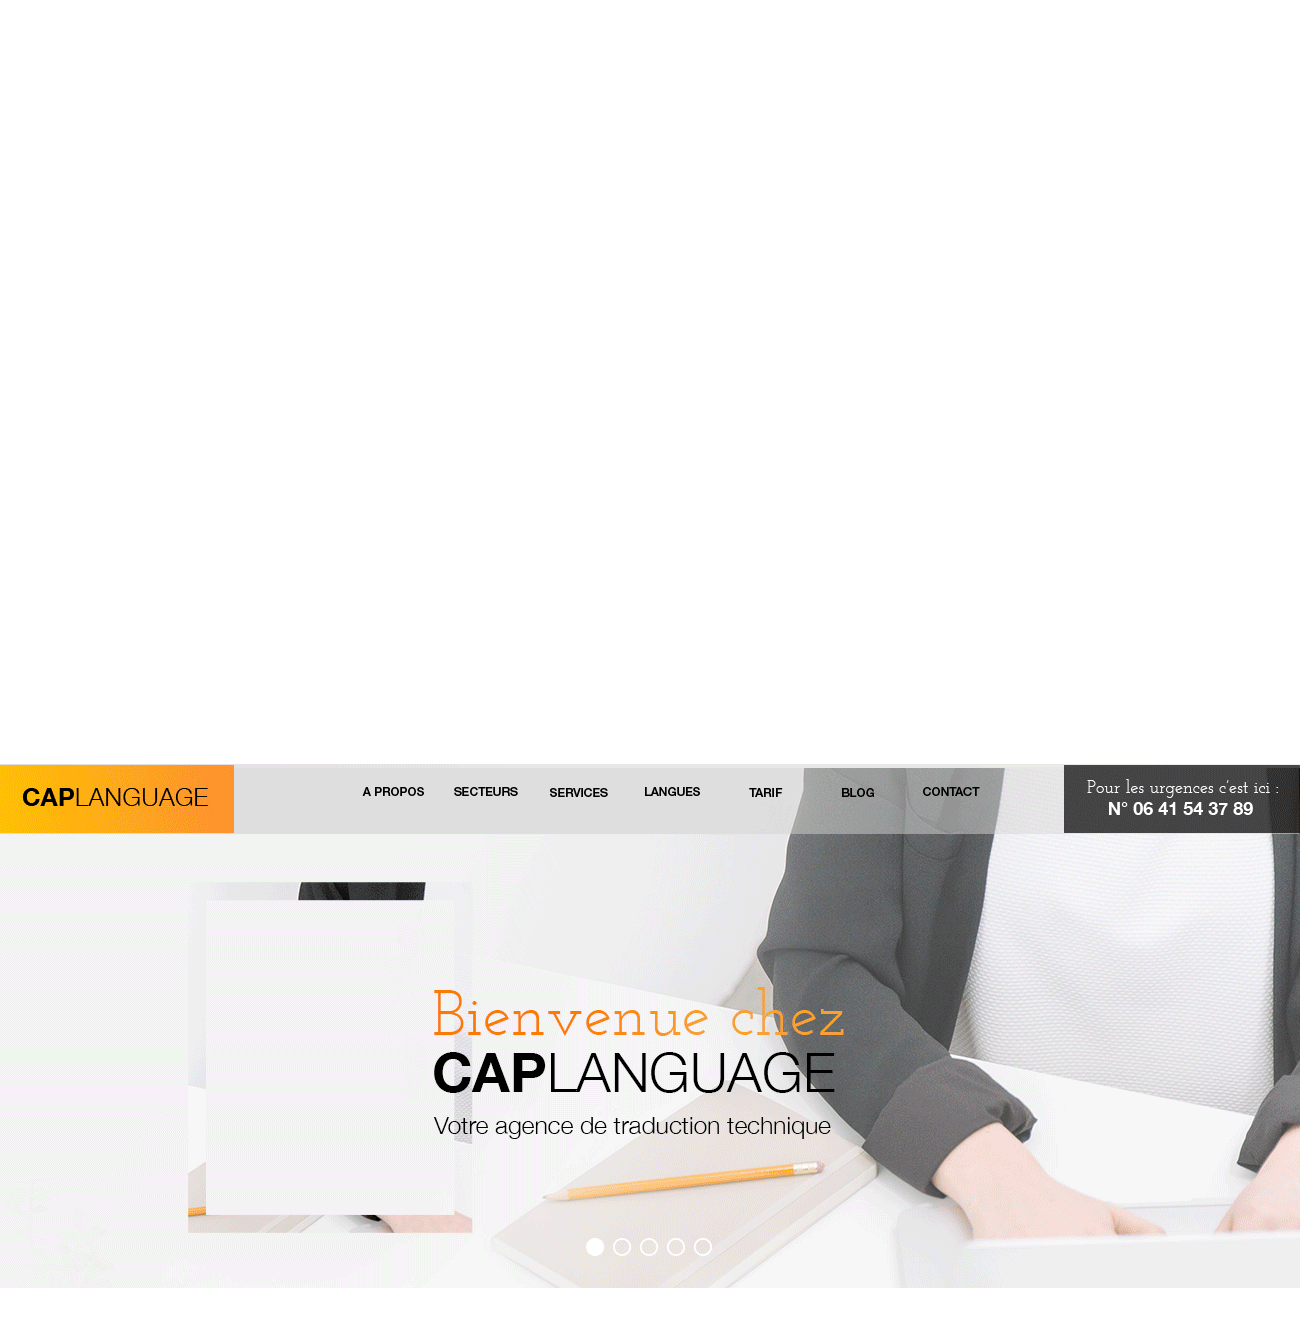 CAPLANGUAGE
A PROPOS
SECTEURS
SERVICES
LANGUES
TARIF
BLOG
CONTACT
Pour les urgences c'est ici :
N° 06 41 54 37 89
Bienvenue chez
CAPLANGUAGE
Votre agence de traduction technique